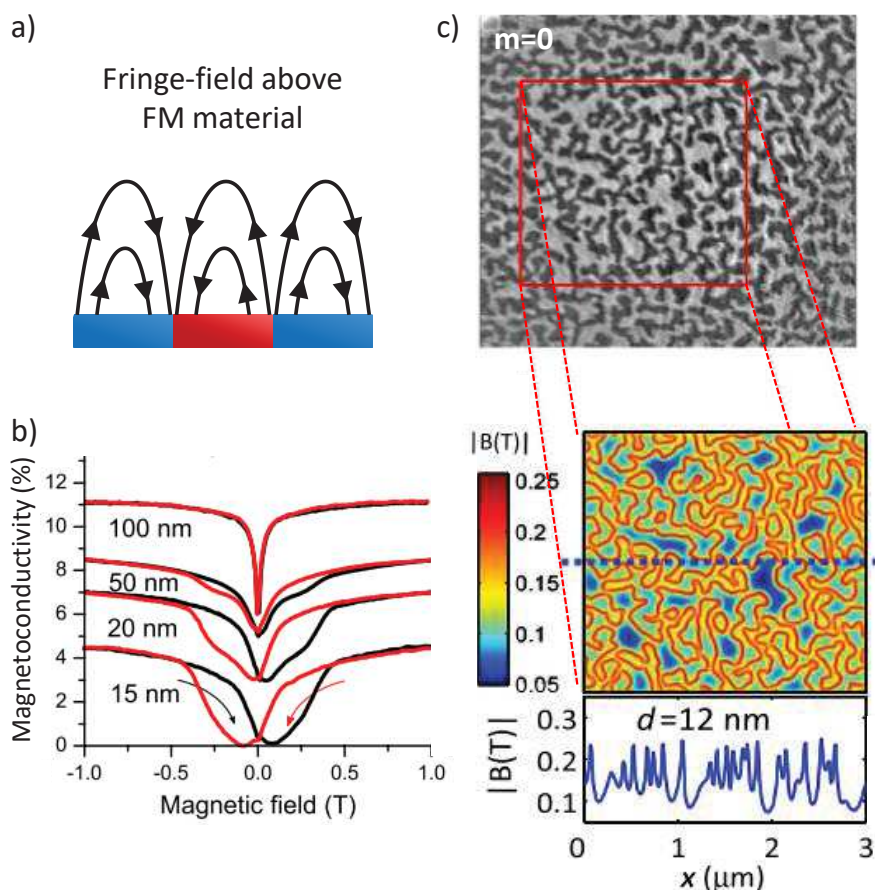 a)
Fringe-field above
FM material
b)
Magnetoconductivity (%)
12
10
8
6
4
2
0
100 nm
50 nm
20 nm
15 nm
-1.0
-0.5
0.0
0.5
1.0
Magnetic field (T)
c)
m=0
|B(T)|
0.25
0.2
0.15
0.1
0.05
|B(T)|
0.3
0.2
0.1
d=12 nm
0
1
2
3
x (μm)